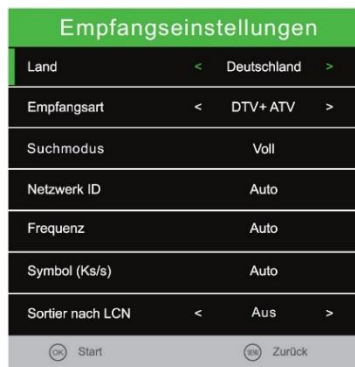 Empfangseinstellungen
Land < Deutschland >
Empfangsart < DTV+ ATV >
Suchmodus Voll
Netzwerk ID Auto
Frequenz Auto
Symbol (Ks/s) Auto
Sortier nach LCN < Aus >
OK Start Zurück